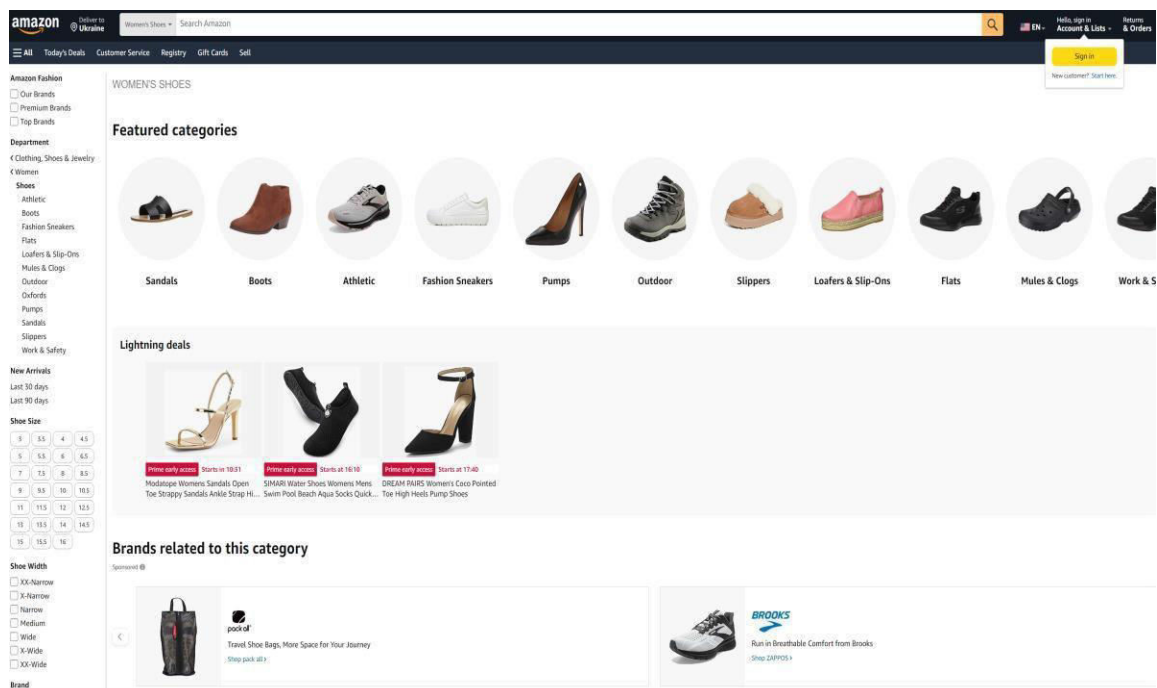 amazon
Deliver to
Ukraine
Women's Shoes
Search Amazon
EN
Hello, sign in
Account & Lists
Returns
& Orders
All Today's Deals Customer Service Registry Gift Cards Sell
Sign in
New customer? Start here.
Amazon Fashion
Our Brands
Premium Brands
Top Brands
Department
Clothing, Shoes & Jewelry
Women
Shoes
Athletic
Boots
Fashion Sneakers
Flats
Loafers & Slip-Ons
Mules & Clogs
Outdoor
Oxfords
Pumps
Sandals
Slippers
Work & Safety
New Arrivals
Last 30 days
Last 90 days
Shoe Size
3 3.5 4 4.5
5 5.5 6 6.5
7 7.5 8 8.5
9 9.5 10 10.5
11 11.5 12 12.5
13 13.5 14 14.5
15 15.5 16
Shoe Width
XX-Narrow
X-Narrow
Narrow
Medium
Wide
X-Wide
XX-Wide
Brand
WOMEN'S SHOES
Featured categories
Sandals Boots Athletic Fashion Sneakers Pumps Outdoor Slippers Loafers & Slip-Ons Flats Mules & Clogs Work & S
Lightning deals
Prime early access Starts in 10:51
Modatope Womens Sandals Open
Toe Strappy Sandals Ankle Strap Hi...
Prime early access Starts at 16:10
SIMARI Water Shoes Womens Mens
Swim Pool Beach Aqua Socks Quick...
Prime early access Starts at 17:40
DREAM PAIRS Women's Coco Pointed
Toe High Heels Pump Shoes
Brands related to this category
Sponsored
pack all
Travel Shoe Bags, More Space for Your Journey
Shop pack all ›
BROOKS
Run in Breathable Comfort from Brooks
Shop ZAPPOS ›